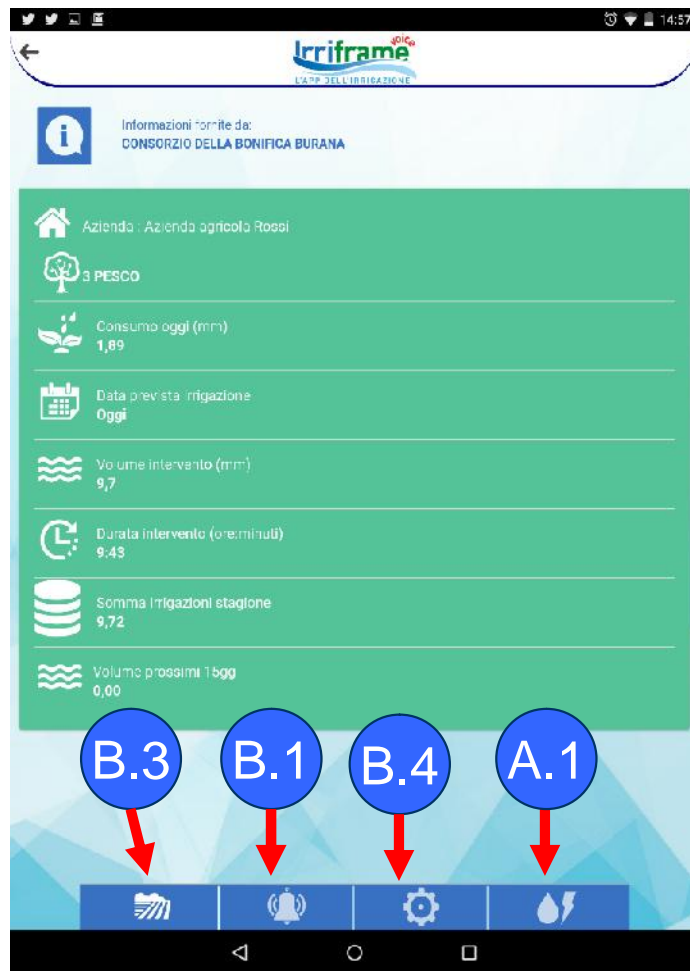 14:57
Irriframe
voice
L'APP DELL'IRRIGAZIONE
Informazioni fornite da:
CONSORZIO DELLA BONIFICA BURANA
Azienda : Azienda agricola Rossi
3 PESCO
Consumo oggi (mm)
1,89
Data prevista irrigazione
Oggi
Volume intervento (mm)
9,7
Durata intervento (ore:minuti)
9:43
Somma irrigazioni stagione
9,72
Volume prossimi 15gg
0,00
B.3 B.1 B.4 A.1